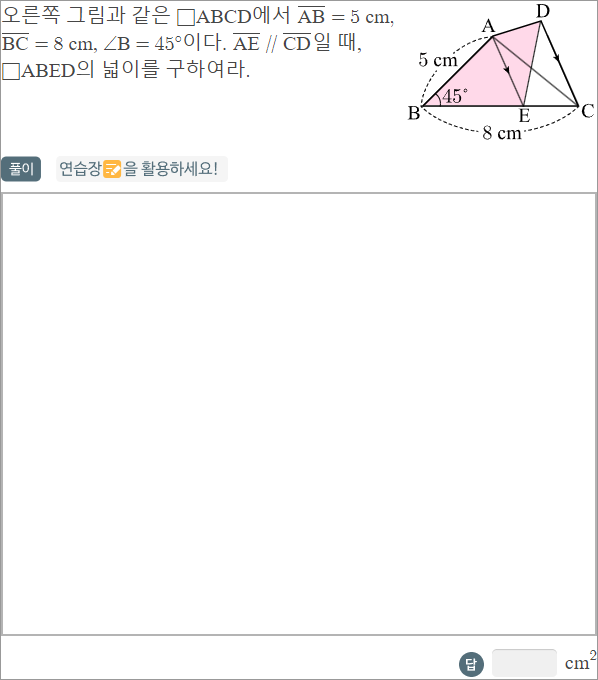 오른쪽 그림과 같은 □ABCD에서 \overline{AB} = 5 cm,
\overline{BC} = 8 cm, ∠B = 45°이다. \overline{AE} // \overline{CD}일 때,
□ABED의 넓이를 구하여라.
D
A
5 cm
45°
B
E
C
8 cm
풀이 연습장을 활용하세요!
답 cm²